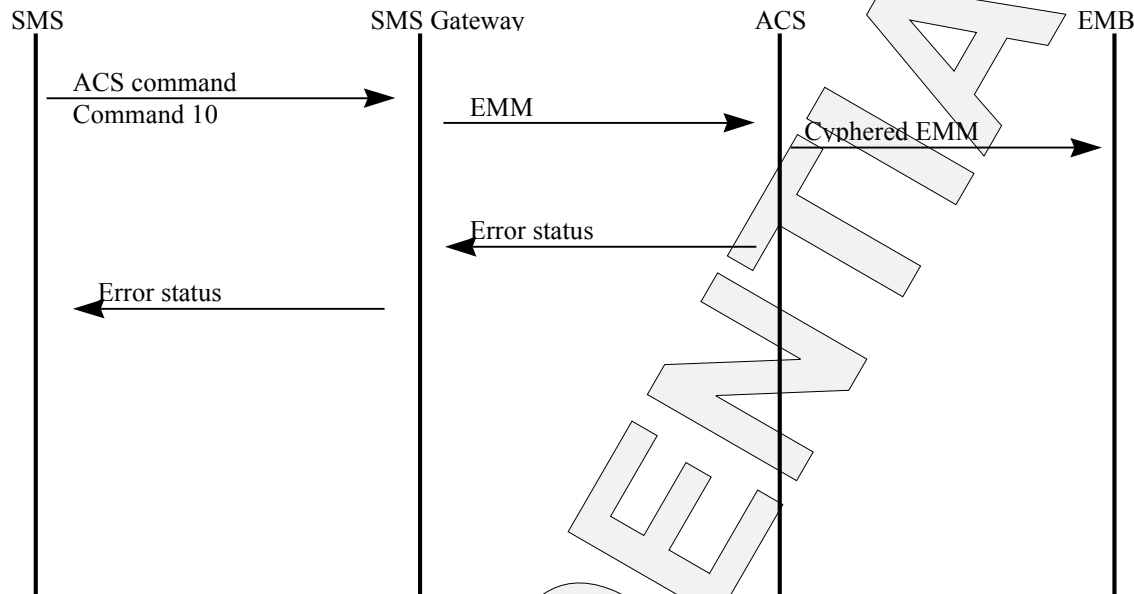 SMS
SMS Gateway
ACS
EMB
ACS command
Command 10
EMM
Cyphered EMM
Error status
Error status